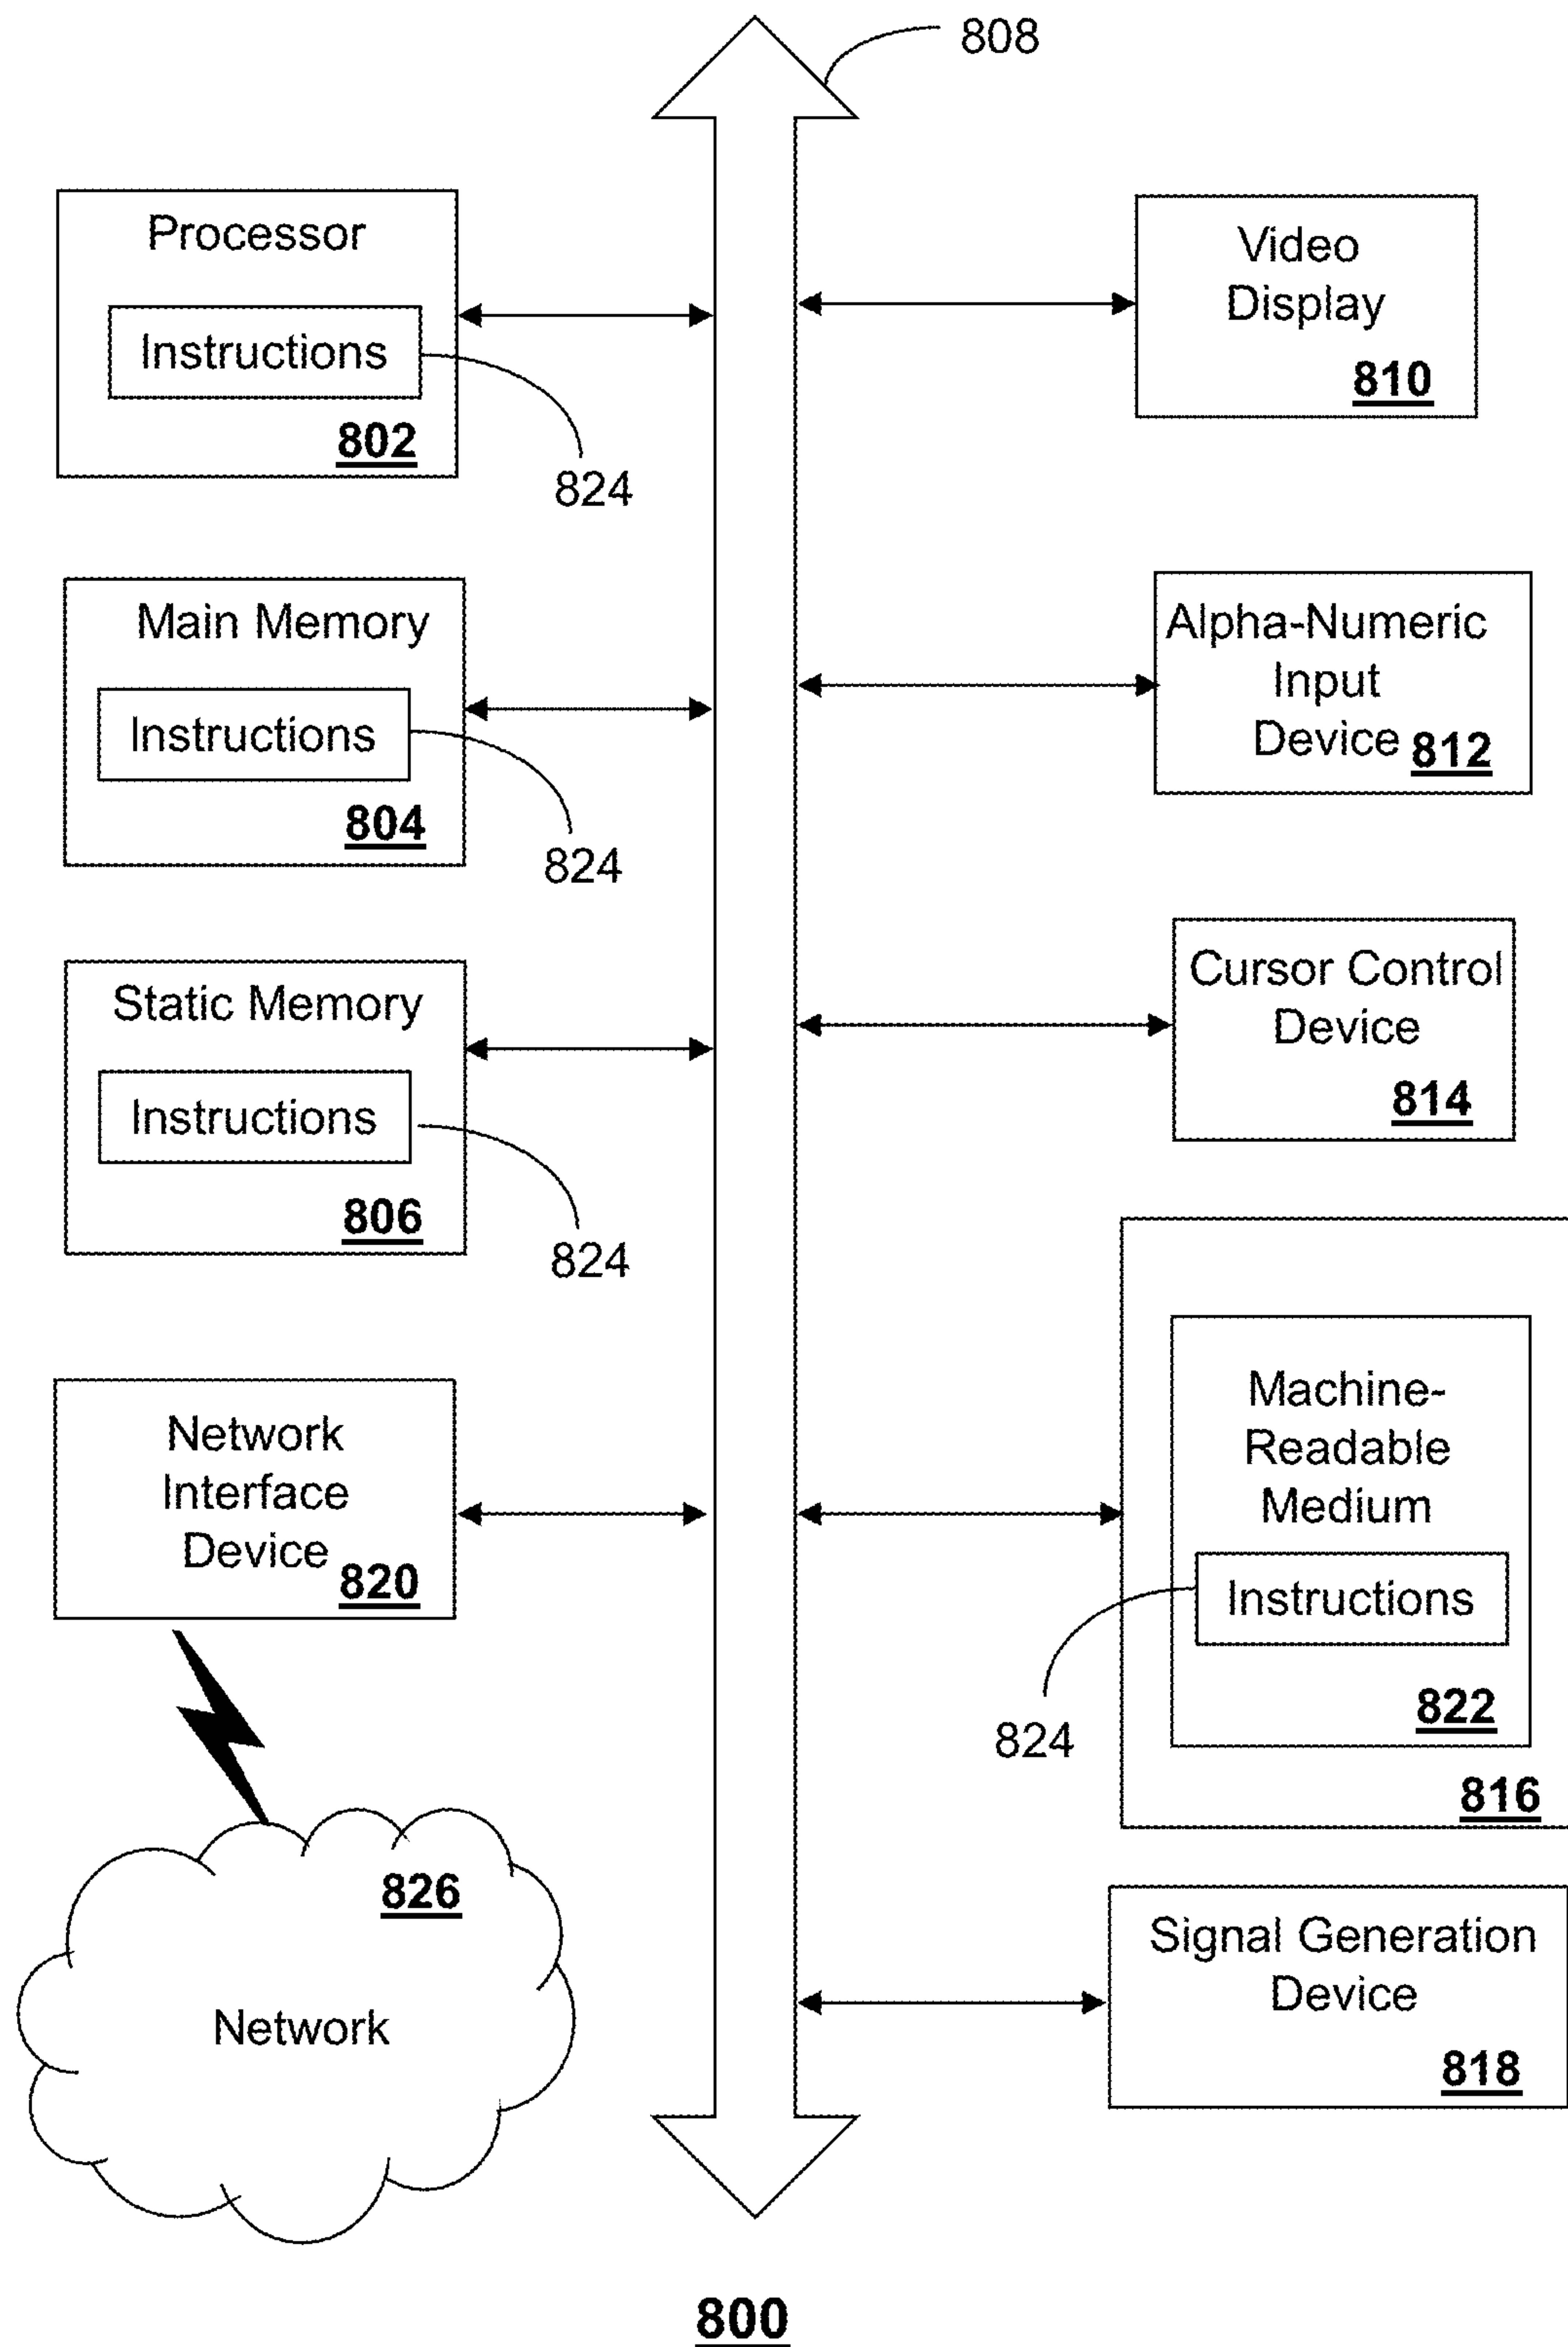 808
Processor
Instructions
802
824
Video
Display
810
Main Memory
Instructions
804
824
Alpha-Numeric
Input
Device 812
Static Memory
Instructions
806
824
Cursor Control
Device
814
Network
Interface
Device
820
Machine-
Readable
Medium
Instructions
822
824
816
826
Network
Signal Generation
Device
818
800